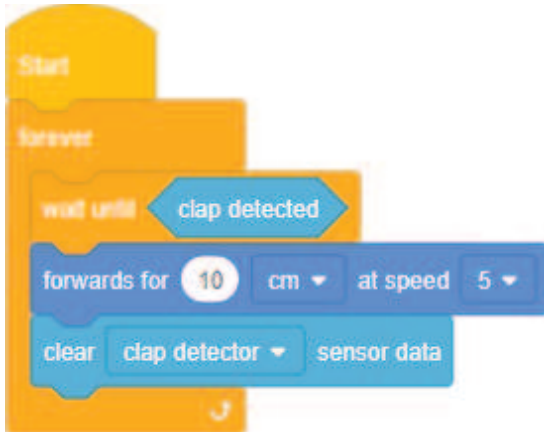 Start
forever
wait until clap detected
forwards for 10 cm at speed 5
clear clap detector sensor data